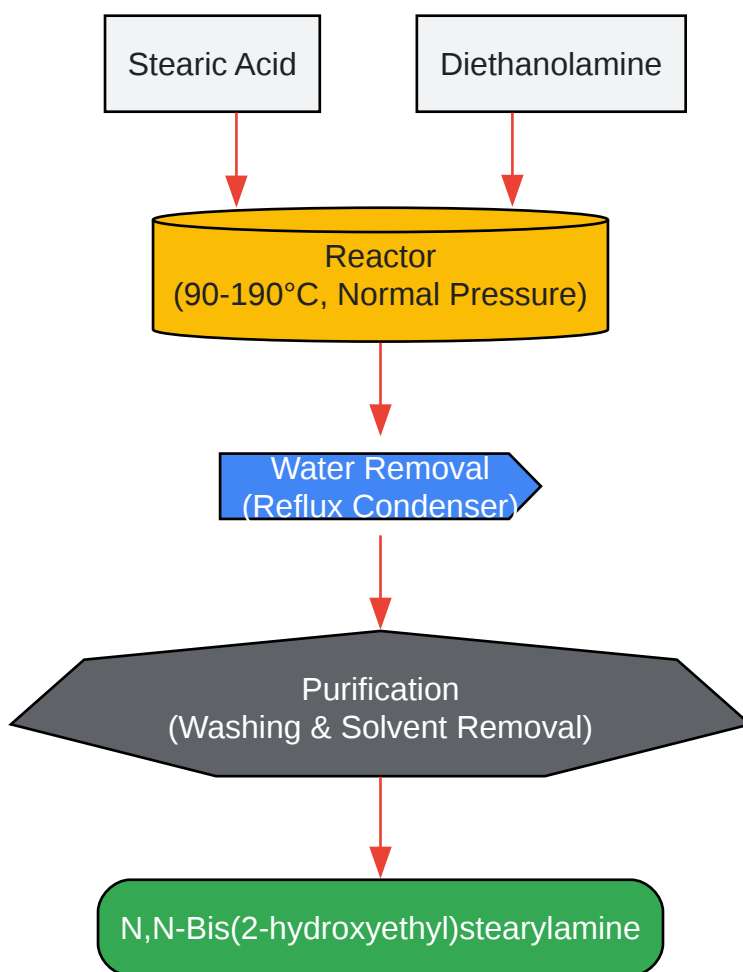 Stearic Acid
Diethanolamine
Reactor
(90-190°C, Normal Pressure)
Water Removal
(Reflux Condenser)
Purification
(Washing & Solvent Removal)
N,N-Bis(2-hydroxyethyl)stearylamine